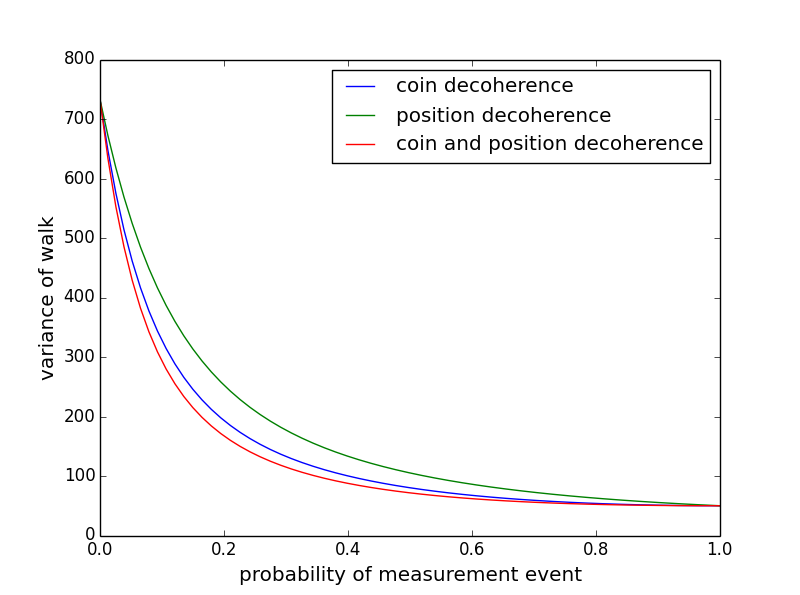 800
700
600
500
400
300
200
100
0
variance of walk
coin decoherence
position decoherence
coin and position decoherence
0.0 0.2 0.4 0.6 0.8 1.0
probability of measurement event